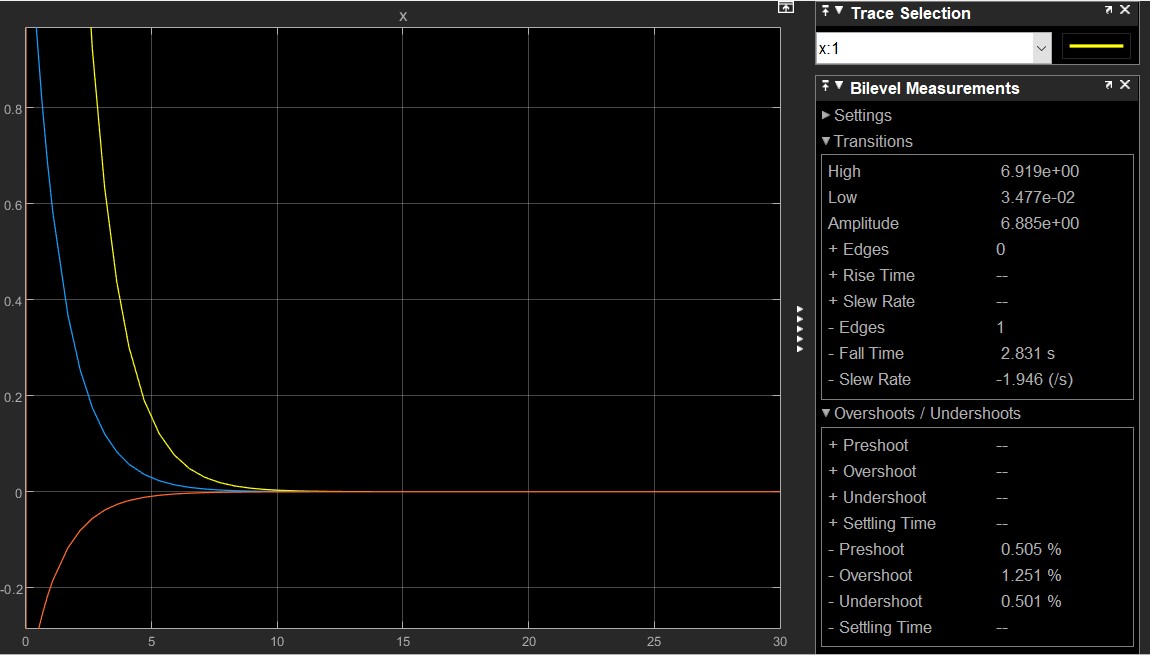 x
0.8
0.6
0.4
0.2
0
-0.2
0 5 10 15 20 25 30
Trace Selection
x:1
Bilevel Measurements
Settings
Transitions
High 6.919e+00
Low 3.477e-02
Amplitude 6.885e+00
+ Edges 0
+ Rise Time --
+ Slew Rate --
- Edges 1
- Fall Time 2.831 s
- Slew Rate -1.946 (/s)
Overshoots / Undershoots
+ Preshoot --
+ Overshoot --
+ Undershoot --
+ Settling Time --
- Preshoot 0.505 %
- Overshoot 1.251 %
- Undershoot 0.501 %
- Settling Time --